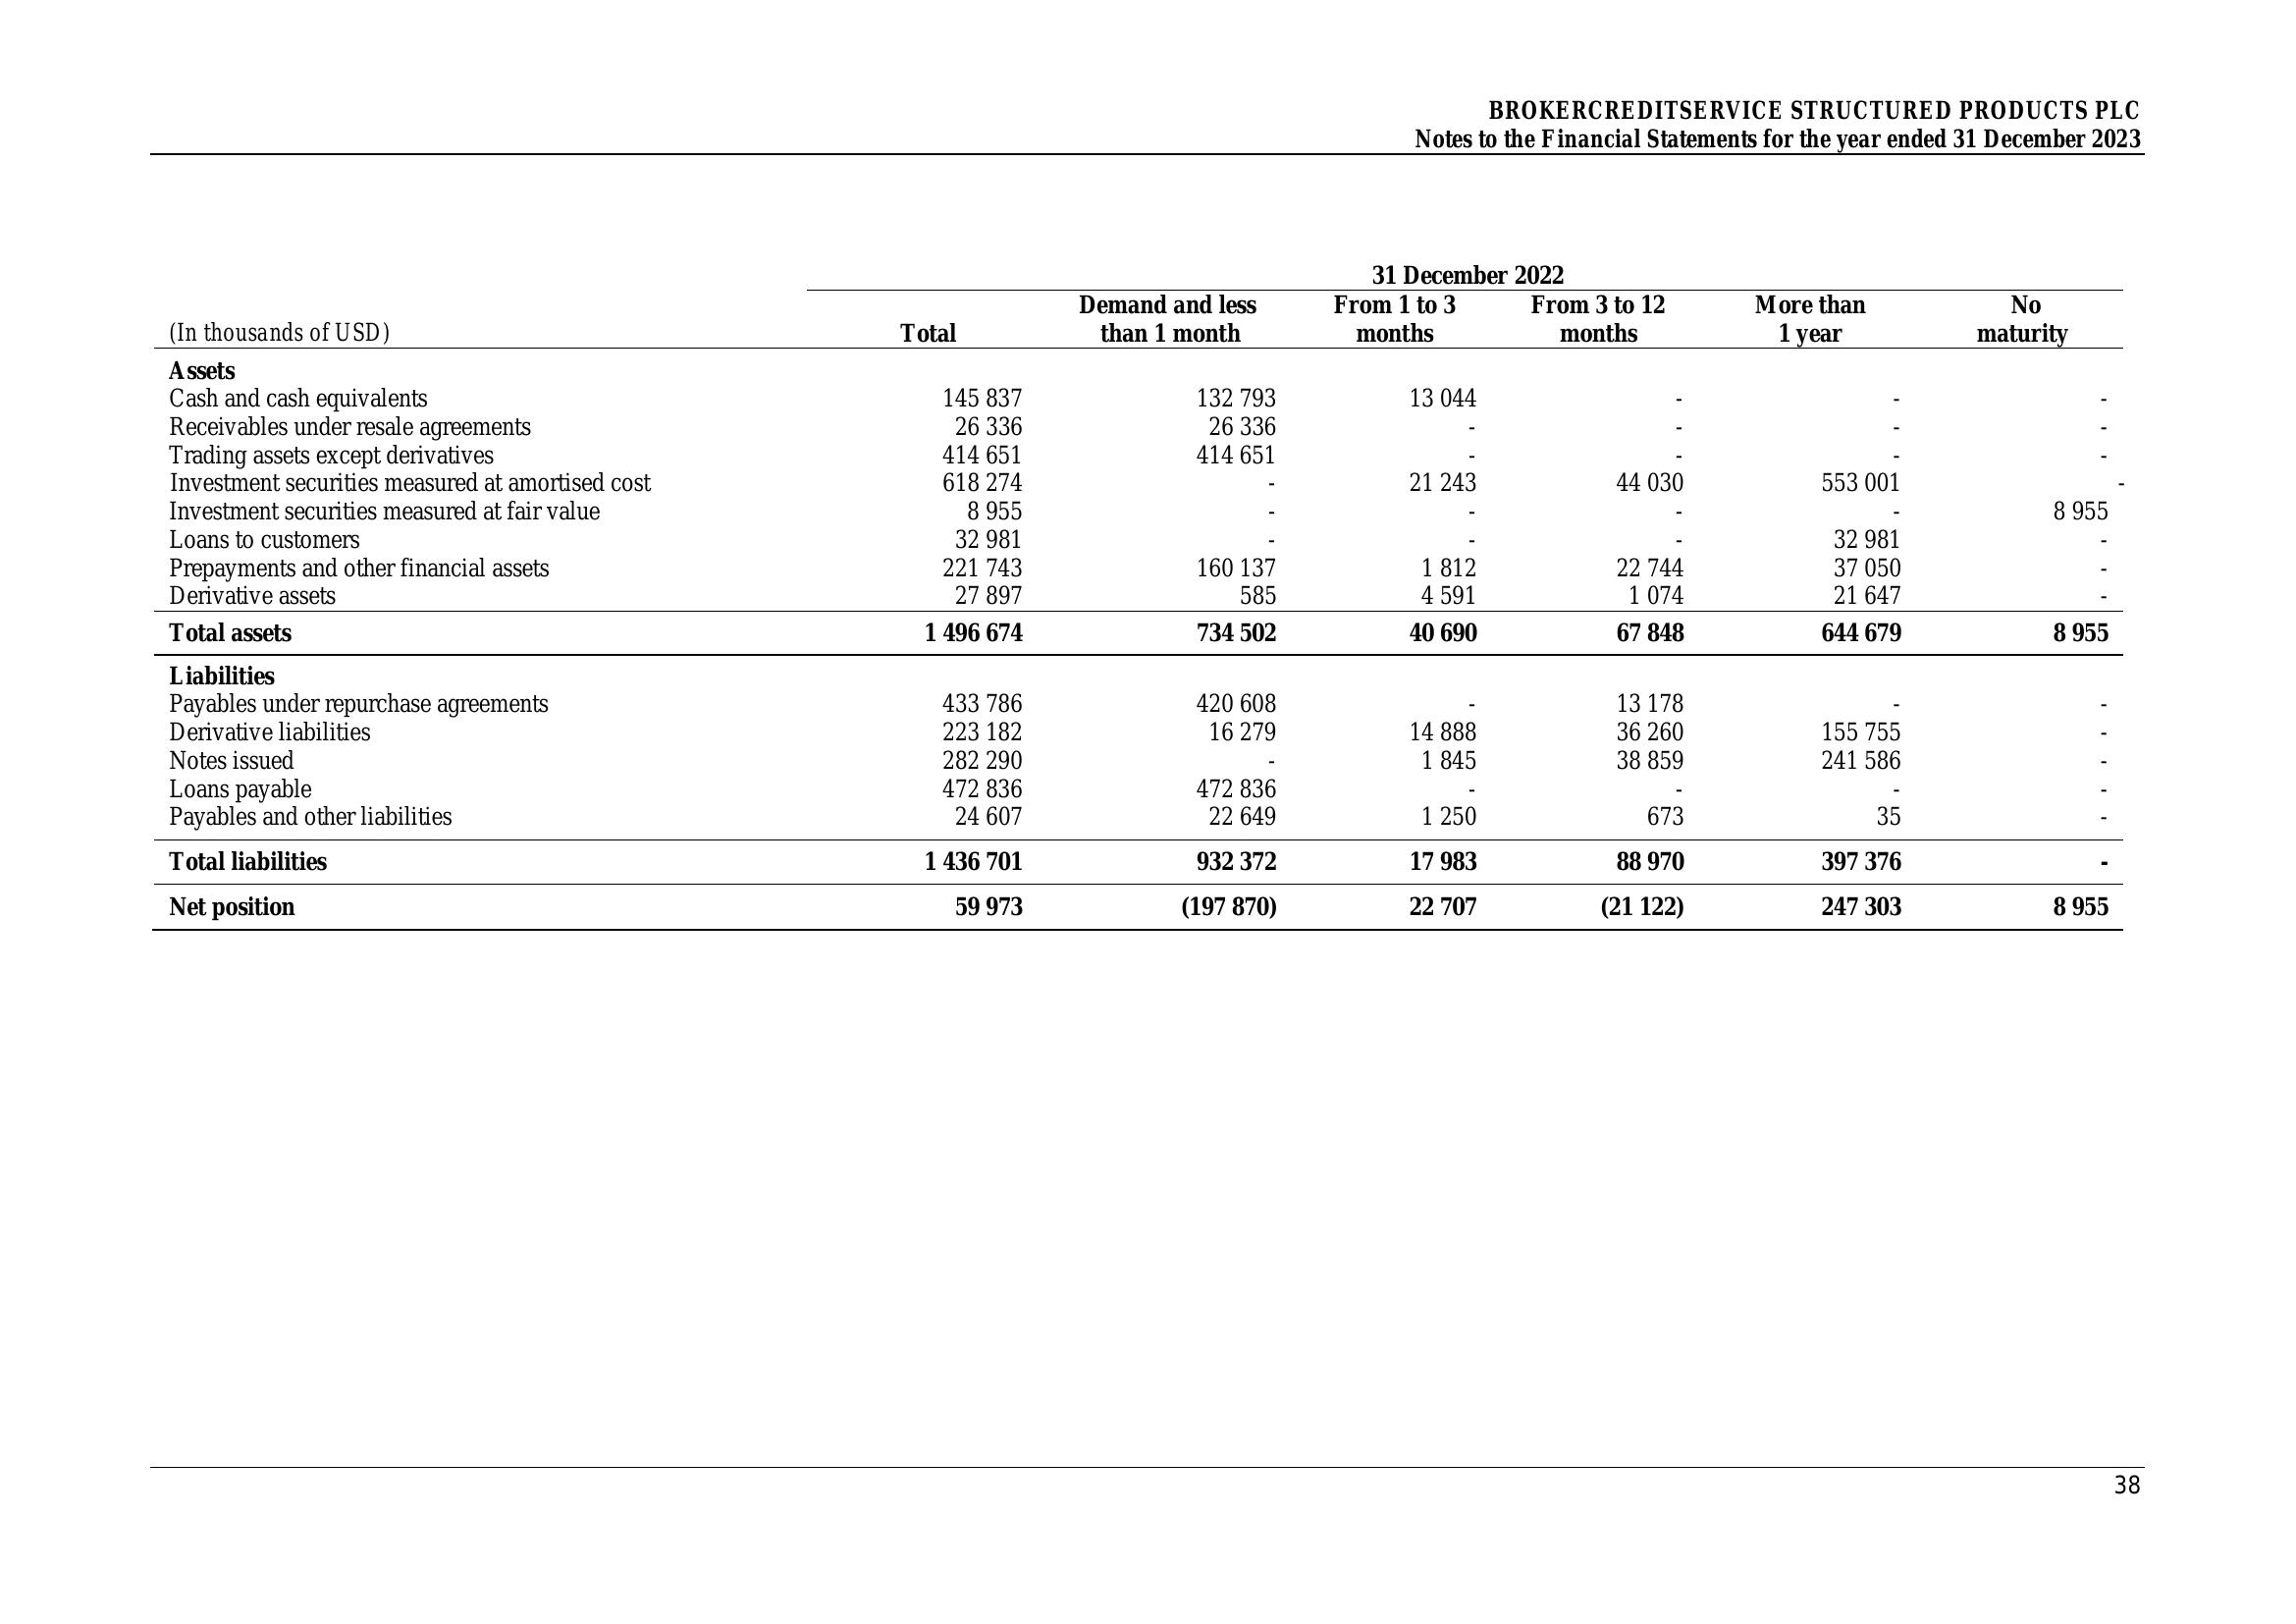 BROKERCREDITSERVICE STRUCTURED PRODUCTS PLC
Notes to the Financial Statements for the year ended 31 December 2023
31 December 2022
(In thousands of USD) Total Demand and less than 1 month From 1 to 3 months From 3 to 12 months More than 1 year No maturity
Assets
Cash and cash equivalents 145 837 132 793 13 044 - - -
Receivables under resale agreements 26 336 26 336 - - - -
Trading assets except derivatives 414 651 414 651 - - - -
Investment securities measured at amortised cost 618 274 - 21 243 44 030 553 001 -
Investment securities measured at fair value 8 955 - - - - 8 955
Loans to customers 32 981 - - - 32 981 -
Prepayments and other financial assets 221 743 160 137 1 812 22 744 37 050 -
Derivative assets 27 897 585 4 591 1 074 21 647 -
Total assets 1 496 674 734 502 40 690 67 848 644 679 8 955
Liabilities
Payables under repurchase agreements 433 786 420 608 - 13 178 - -
Derivative liabilities 223 182 16 279 14 888 36 260 155 755 -
Notes issued 282 290 - 1 845 38 859 241 586 -
Loans payable 472 836 472 836 - - - -
Payables and other liabilities 24 607 22 649 1 250 673 35 -
Total liabilities 1 436 701 932 372 17 983 88 970 397 376 -
Net position 59 973 (197 870) 22 707 (21 122) 247 303 8 955
38